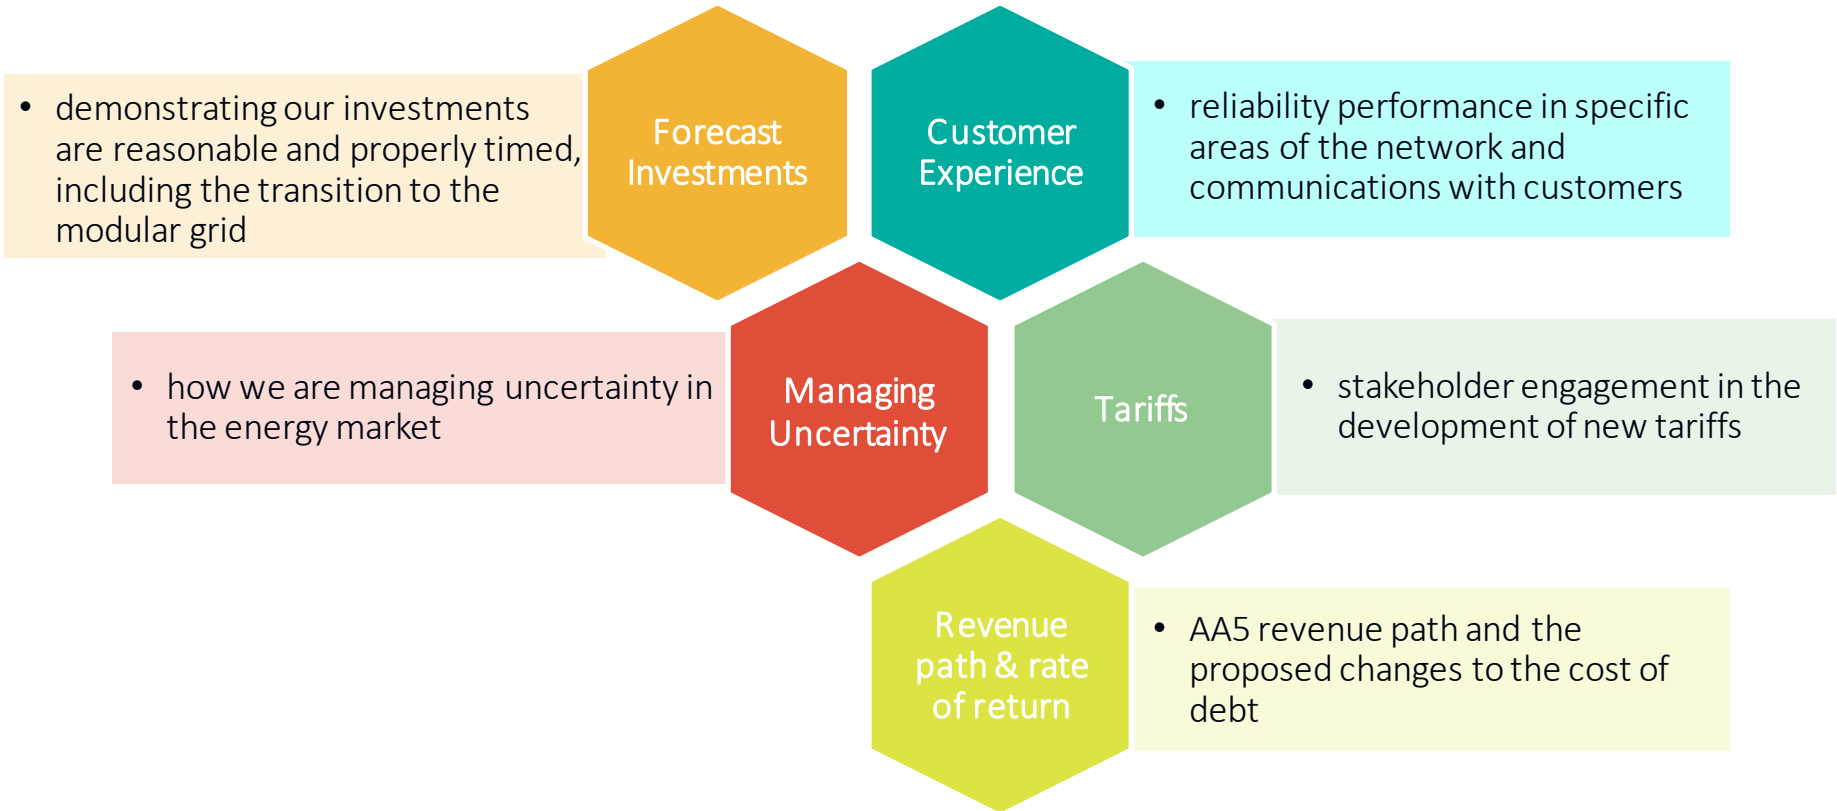 • demonstrating our investments
are reasonable and properly timed,
including the transition to the
modular grid
Forecast
Investments
Customer
Experience
• reliability performance in specific
areas of the network and
communications with customers
• how we are managing uncertainty in
the energy market
Managing
Uncertainty
Tariffs
• stakeholder engagement in the
development of new tariffs
Revenue
path & rate
of return
• AA5 revenue path and the
proposed changes to the cost of
debt